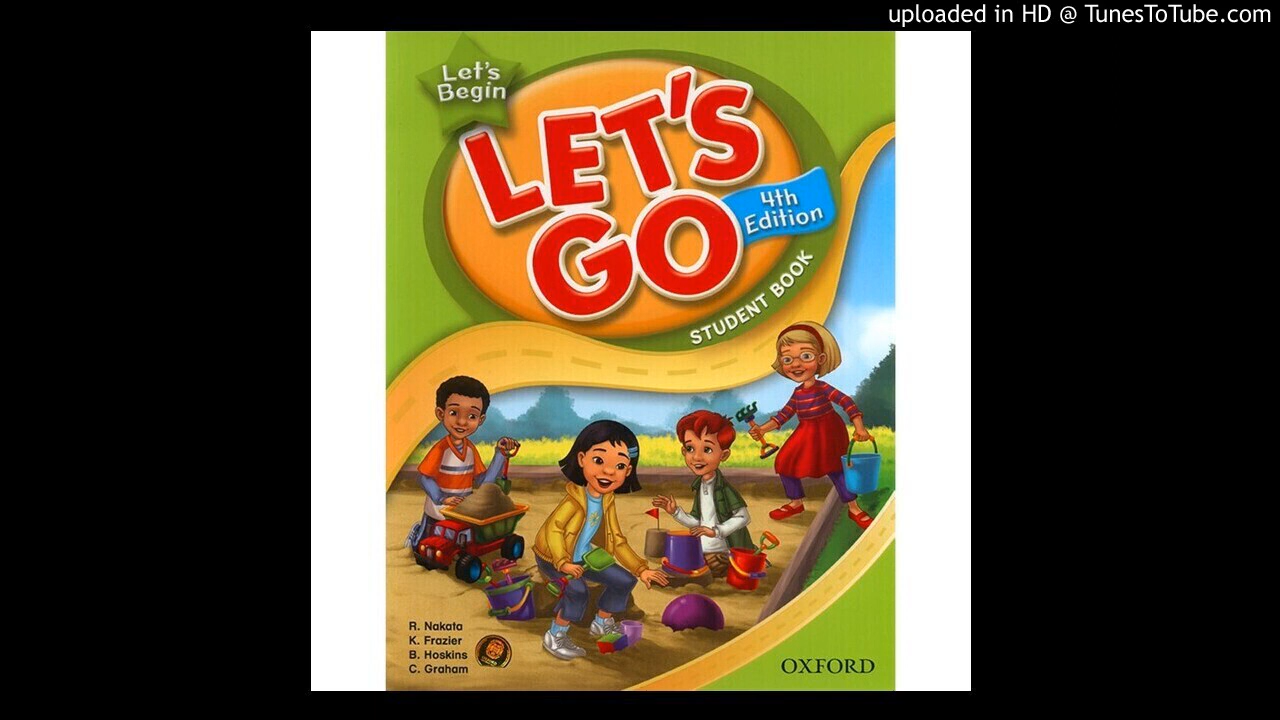 uploaded in HD @ TunesToTube.com
Let's
Begin
LET'S
GO
4th
Edition
STUDENT BOOK
R. Nakata
K. Frazier
B. Hoskins
C. Graham
OXFORD